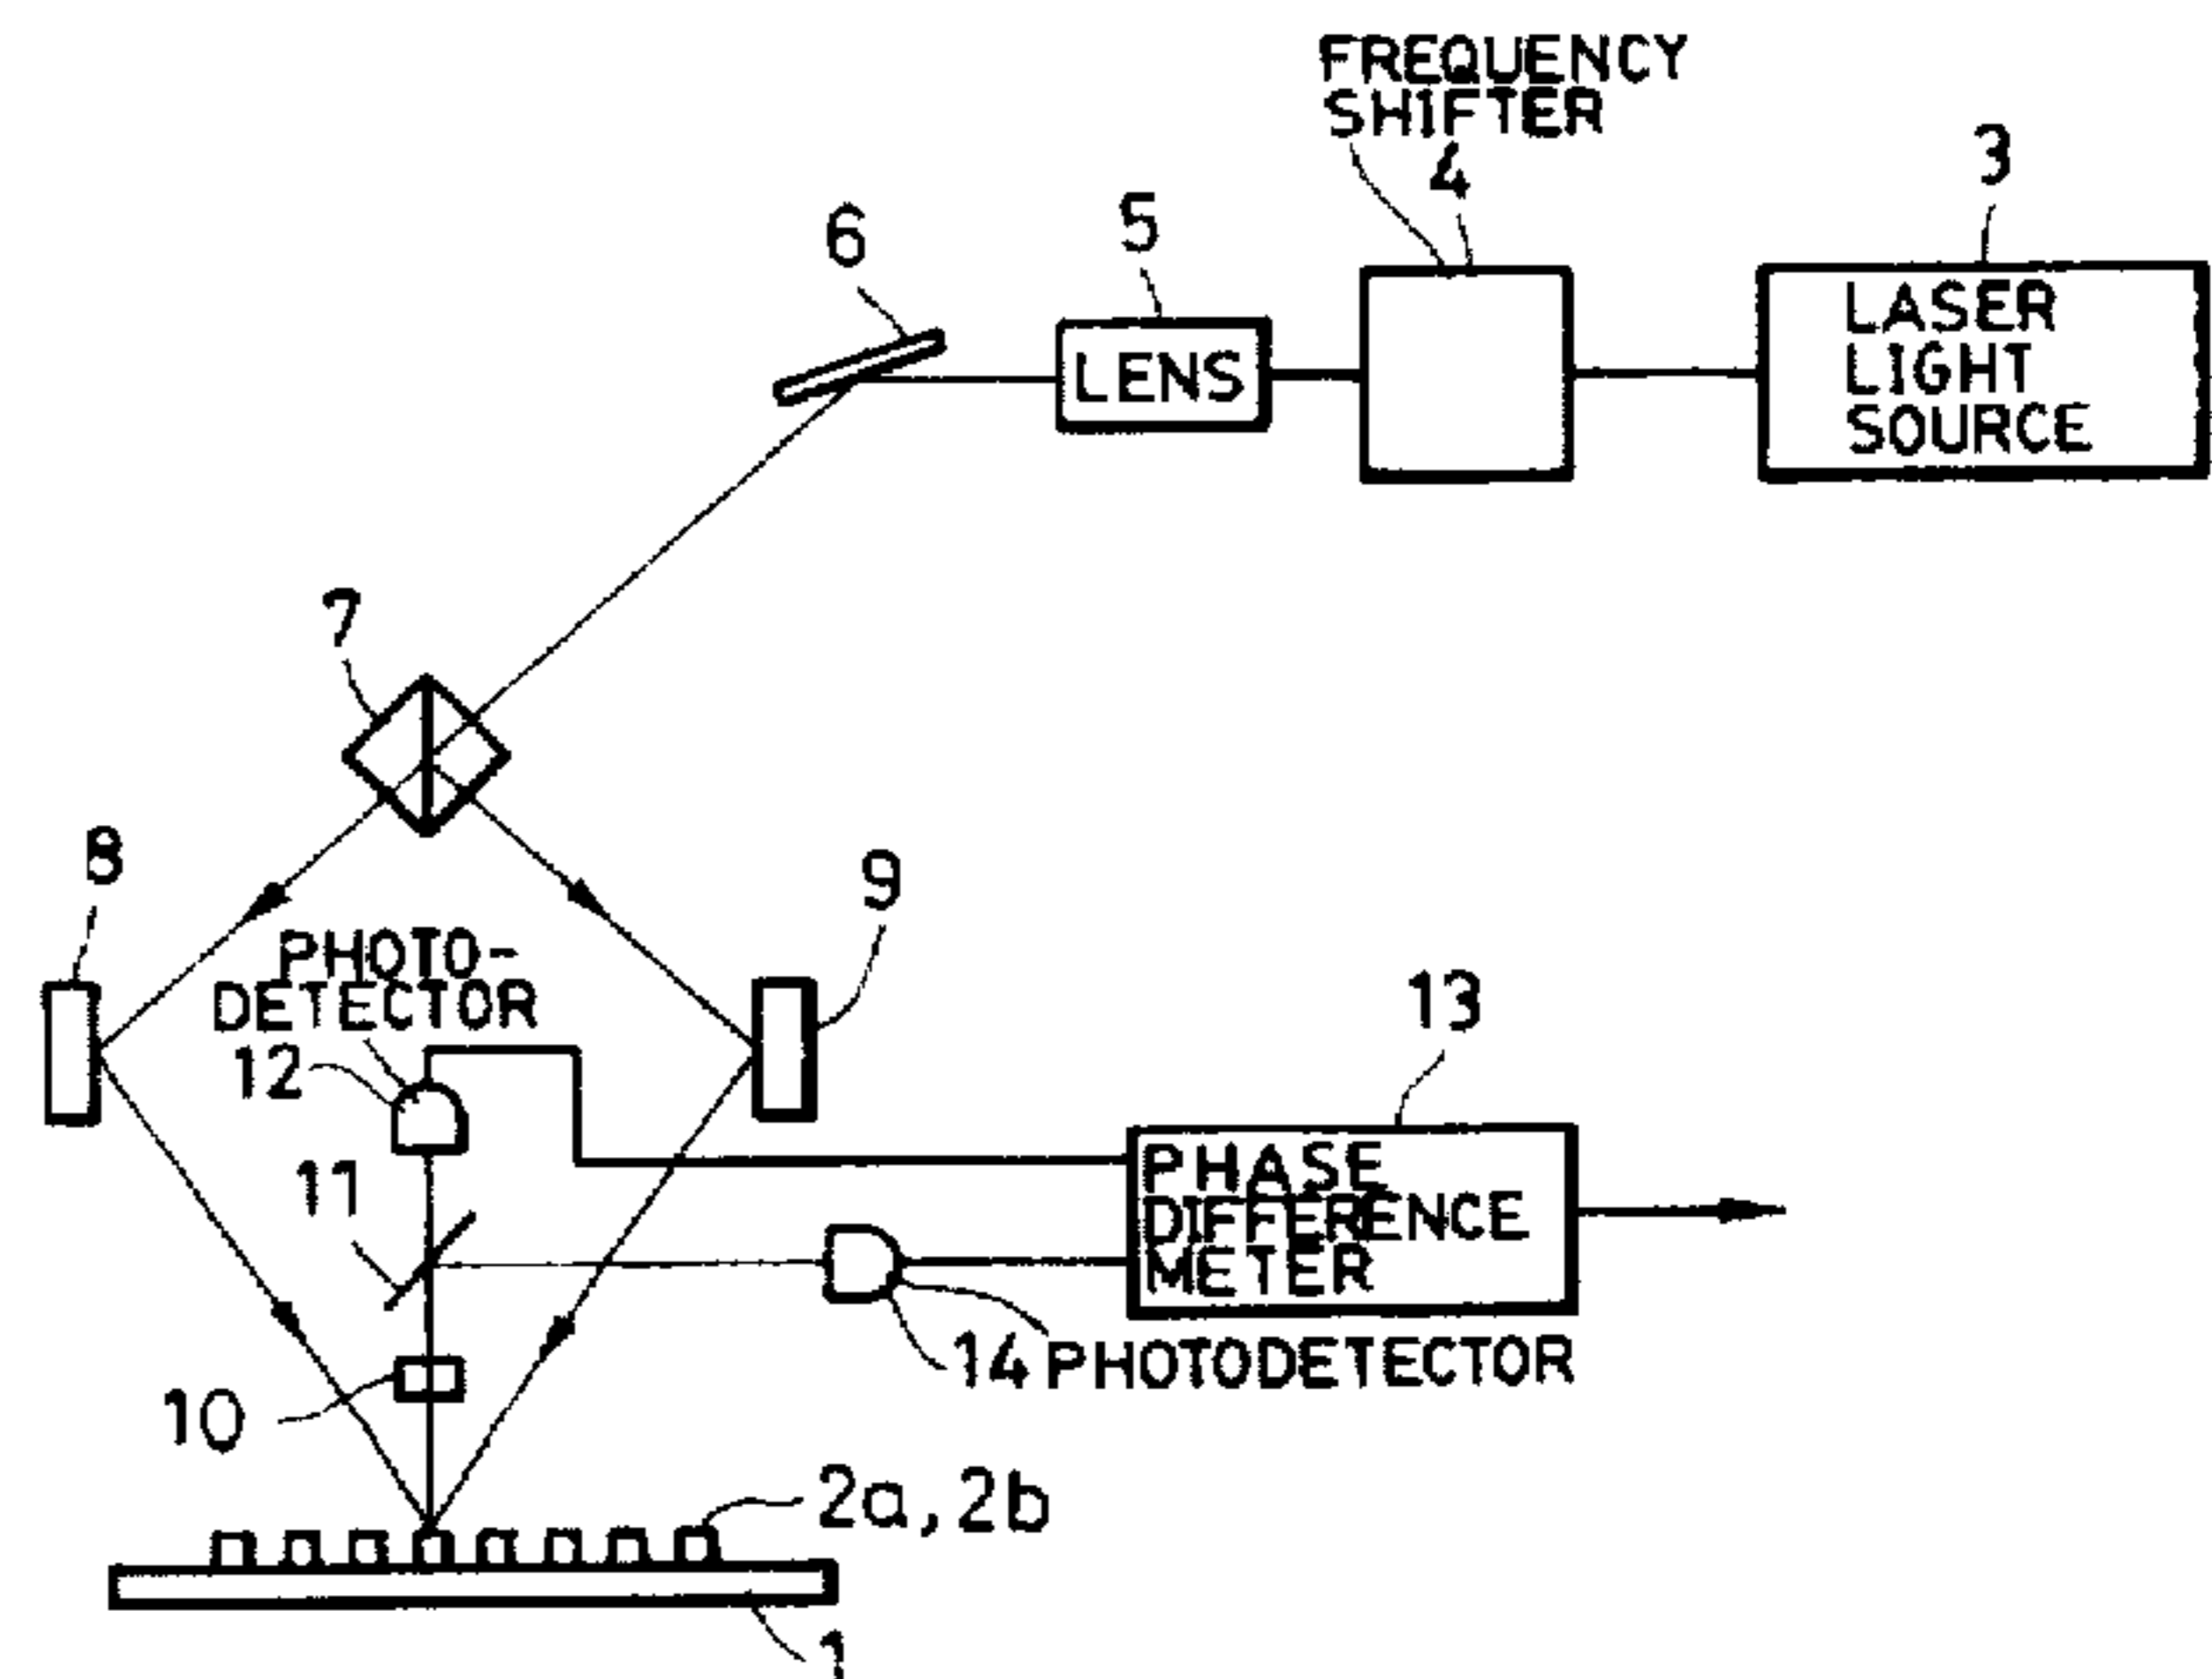 FREQUENCY
SHIFTER
4
3
5
6
LENS
LASER
LIGHT
SOURCE
7
8
9
PHOTO-
DETECTOR
12
13
11
PHASE
DIFFERENCE
METER
14 PHOTODETECTOR
10
2a, 2b
1